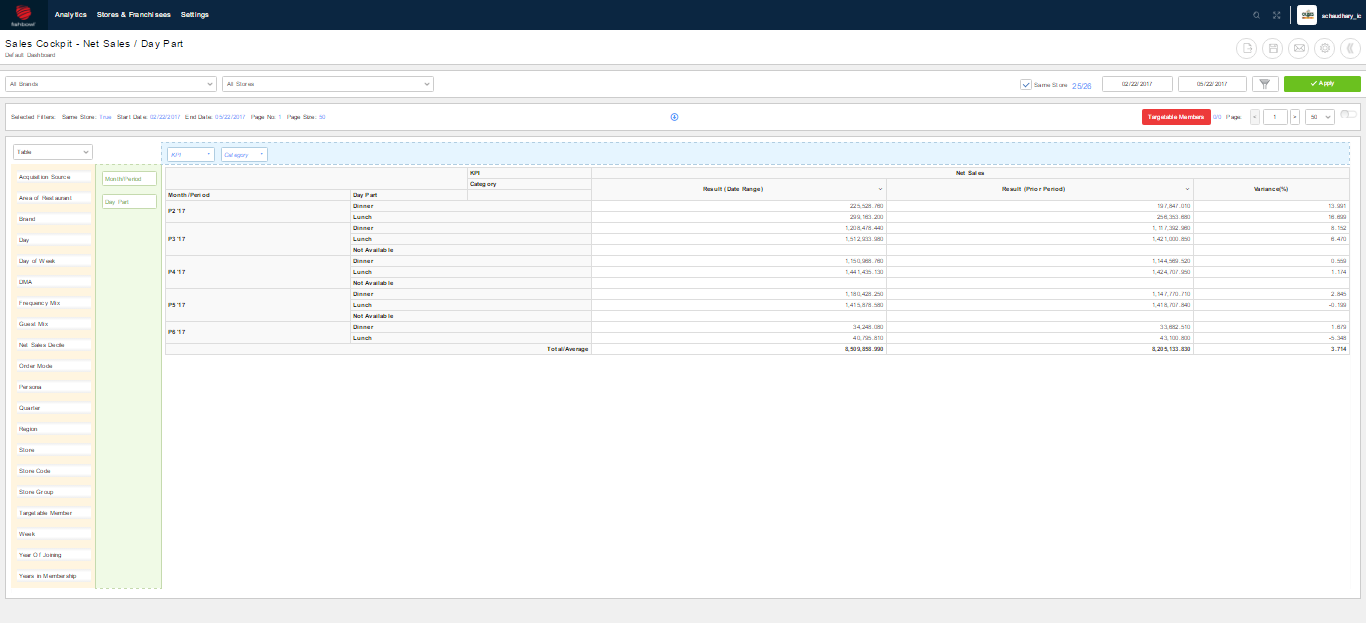 fishbowl Analytics Stores & Franchisees Settings schaudhary_ic
Sales Cockpit - Net Sales / Day Part
Default Dashboard
All Brands All Stores Same Store 25/26 02/22/2017 05/22/2017 Apply
Selected Filters: Same Store: true Start Date: 02/22/2017 End Date: 05/22/2017 Page No: 1 Page Size: 50 Targetable Members 0/0 Page: « 1 » 50
Table KPI Category
Acquisition Source
Area of Restaurant
Brand
Day
Day of Week
DMA
Frequency Mix
Guest Mix
Net Sales Decile
Order Mode
Persona
Quarter
Region
Store
Store Code
Store Group
Targetable Member
Week
Year Of Joining
Years in Membership
Month/Period
Day Part
KPI Net Sales
Category Result (Date Range) Result (Prior Period) Variance(%)
Month/Period Day Part
P2 '17 Dinner 225,528.760 197,847.010 13.991
Lunch 299,163.200 256,353.680 16.699
P3 '17 Dinner 1,208,478.440 1,117,392.960 8.152
Lunch 1,512,933.980 1,421,000.850 6.470
Not Available
P4 '17 Dinner 1,150,968.760 1,144,569.520 0.559
Lunch 1,441,435.130 1,424,707.950 1.174
Not Available
P5 '17 Dinner 1,180,428.250 1,147,770.710 2.845
Lunch 1,415,878.580 1,418,707.840 -0.199
Not Available
P6 '17 Dinner 34,248.080 33,682.510 1.679
Lunch 40,795.810 43,100.800 -5.348
Total/Average 8,509,858.990 8,205,133.830 3.714